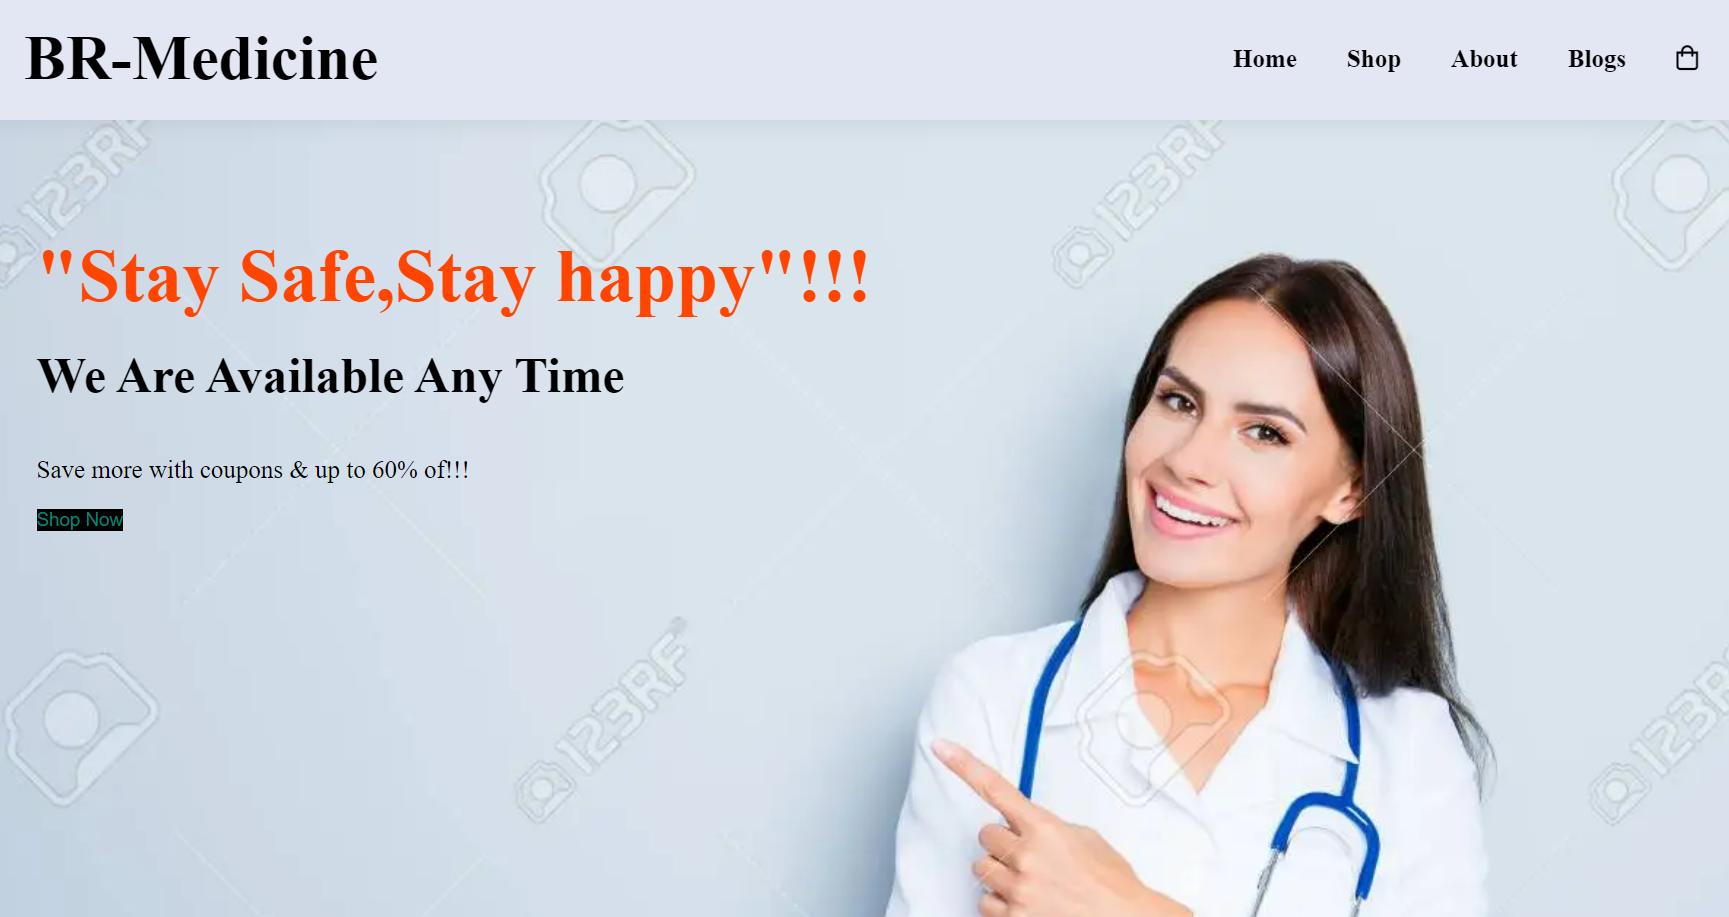 BR-Medicine
Home Shop About Blogs
123RF
123RF
"Stay Safe,Stay happy"!!!
We Are Available Any Time
Save more with coupons & up to 60% of!!!
Shop Now
123RF
123RF